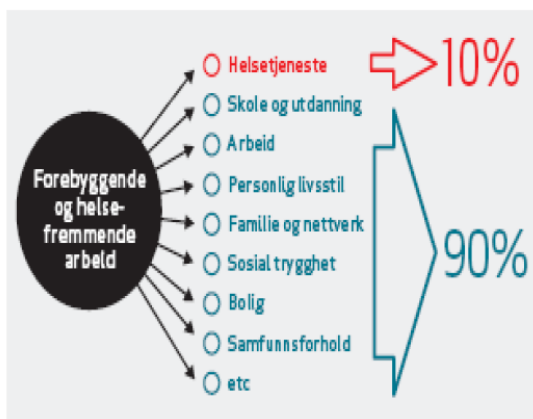 Forebyggende
og helse-
fremmende
arbeid
Helsetjeneste
10%
Skole og utdanning
Arbeid
Personlig livsstil
Familie og nettverk
Sosial trygghet
Bolig
Samfunnsforhold
etc
90%